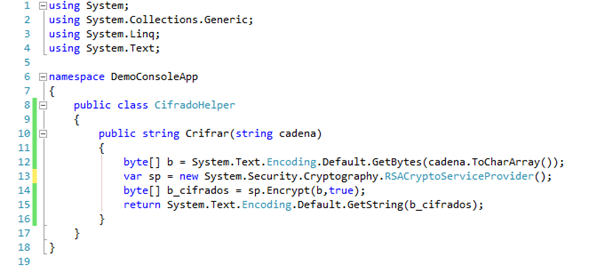 1 using System;
2 using System.Collections.Generic;
3 using System.Linq;
4 using System.Text;
5
6 namespace DemoConsoleApp
7 {
8 public class CifradoHelper
9 {
10 public string Crifrar(string cadena)
11 {
12 byte[] b = System.Text.Encoding.Default.GetBytes(cadena.ToCharArray());
13 var sp = new System.Security.Cryptography.RSACryptoServiceProvider();
14 byte[] b_cifrados = sp.Encrypt(b,true);
15 return System.Text.Encoding.Default.GetString(b_cifrados);
16 }
17 }
18 }
19